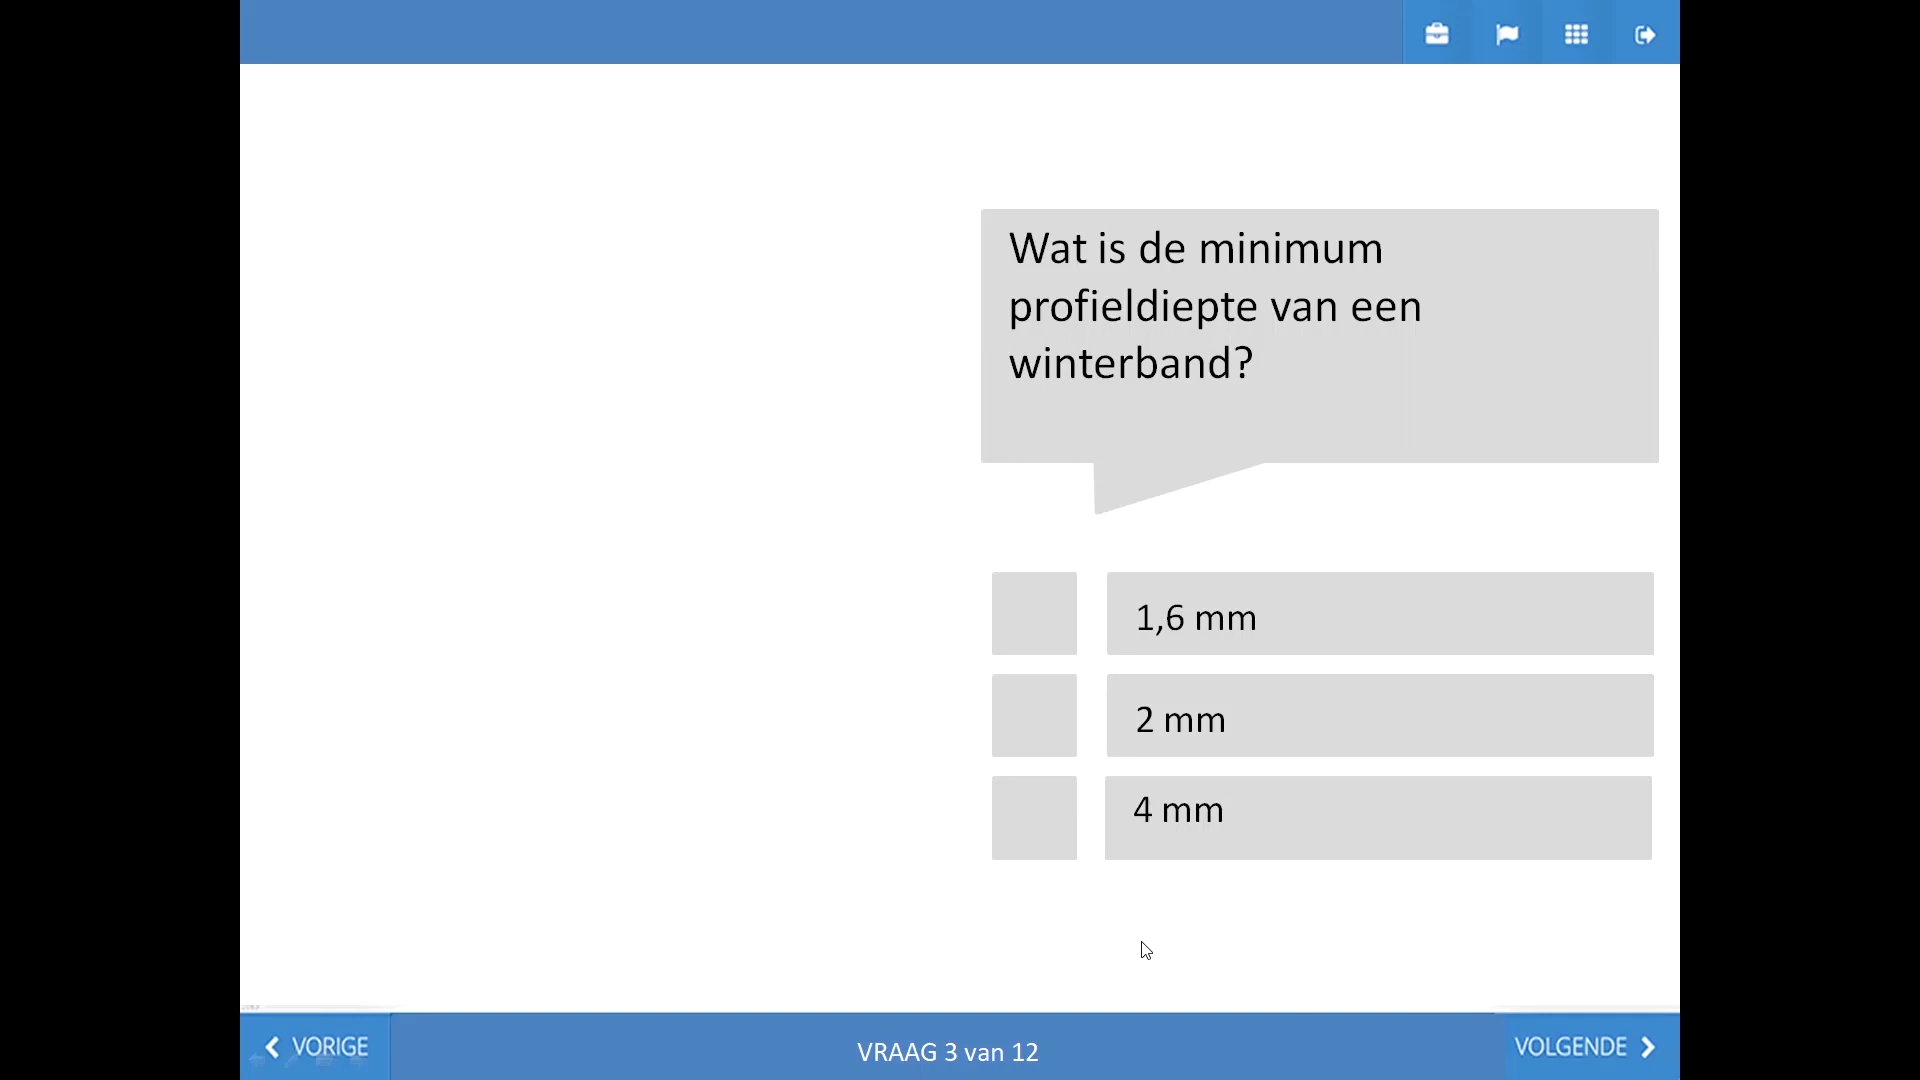 Wat is de minimum
profieldiepte van een
winterband?
1,6 mm
2 mm
4 mm
VORIGE
VRAAG 3 van 12
VOLGENDE